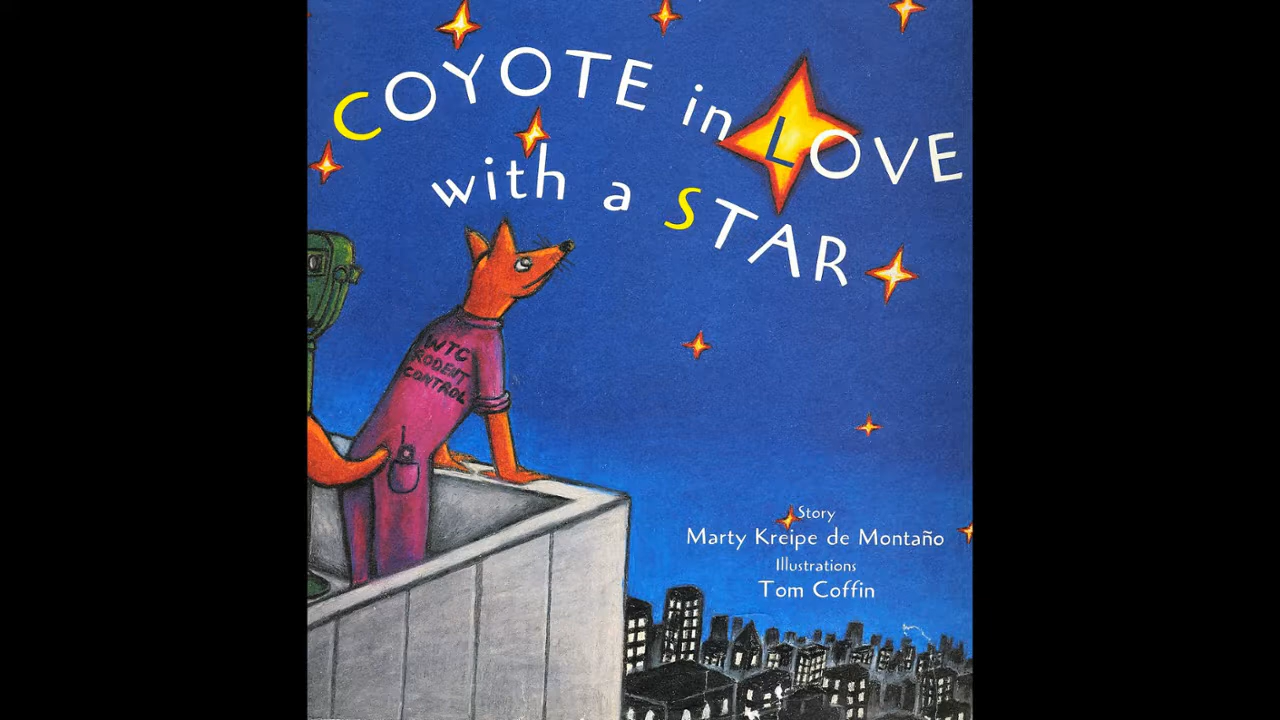 COYOTE in LOVE
with a STAR
WTC
RODENT
CONTROL
Story
Marty Kreipe de Montaño
Illustrations
Tom Coffin